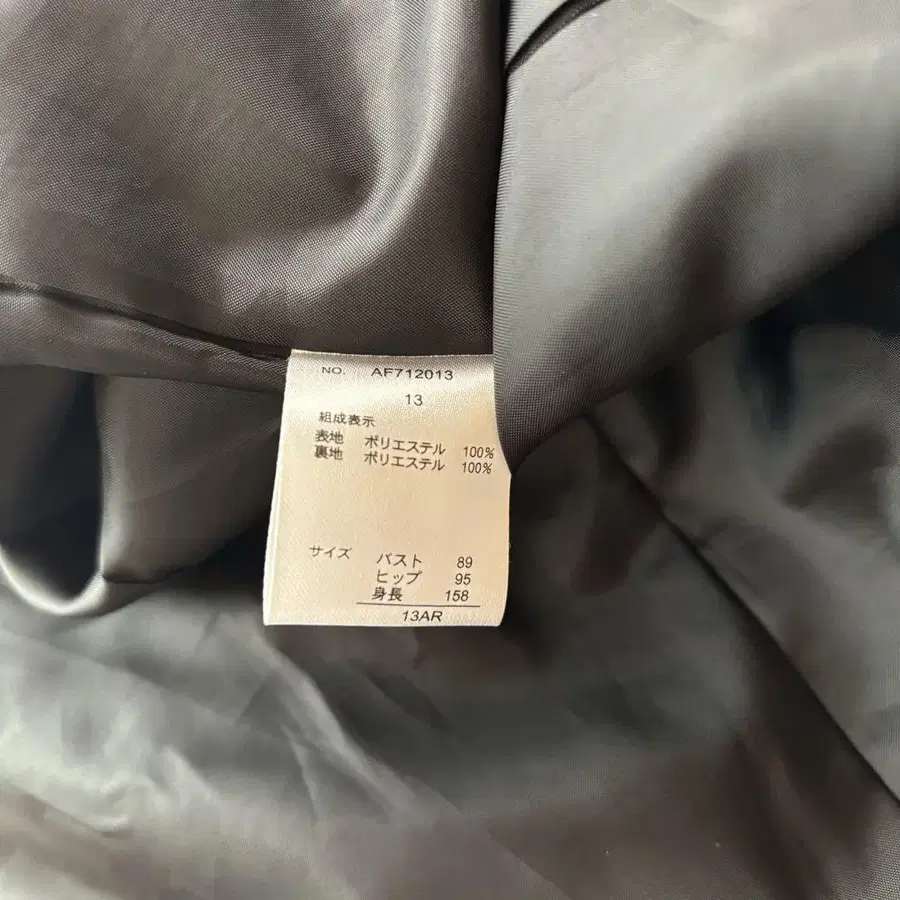 NO. AF712013
13
組成表示
表地 ポリエステル 100%
裏地 ポリエステル 100%
サイズ バスト 89
ヒップ 95
身長 158
13AR